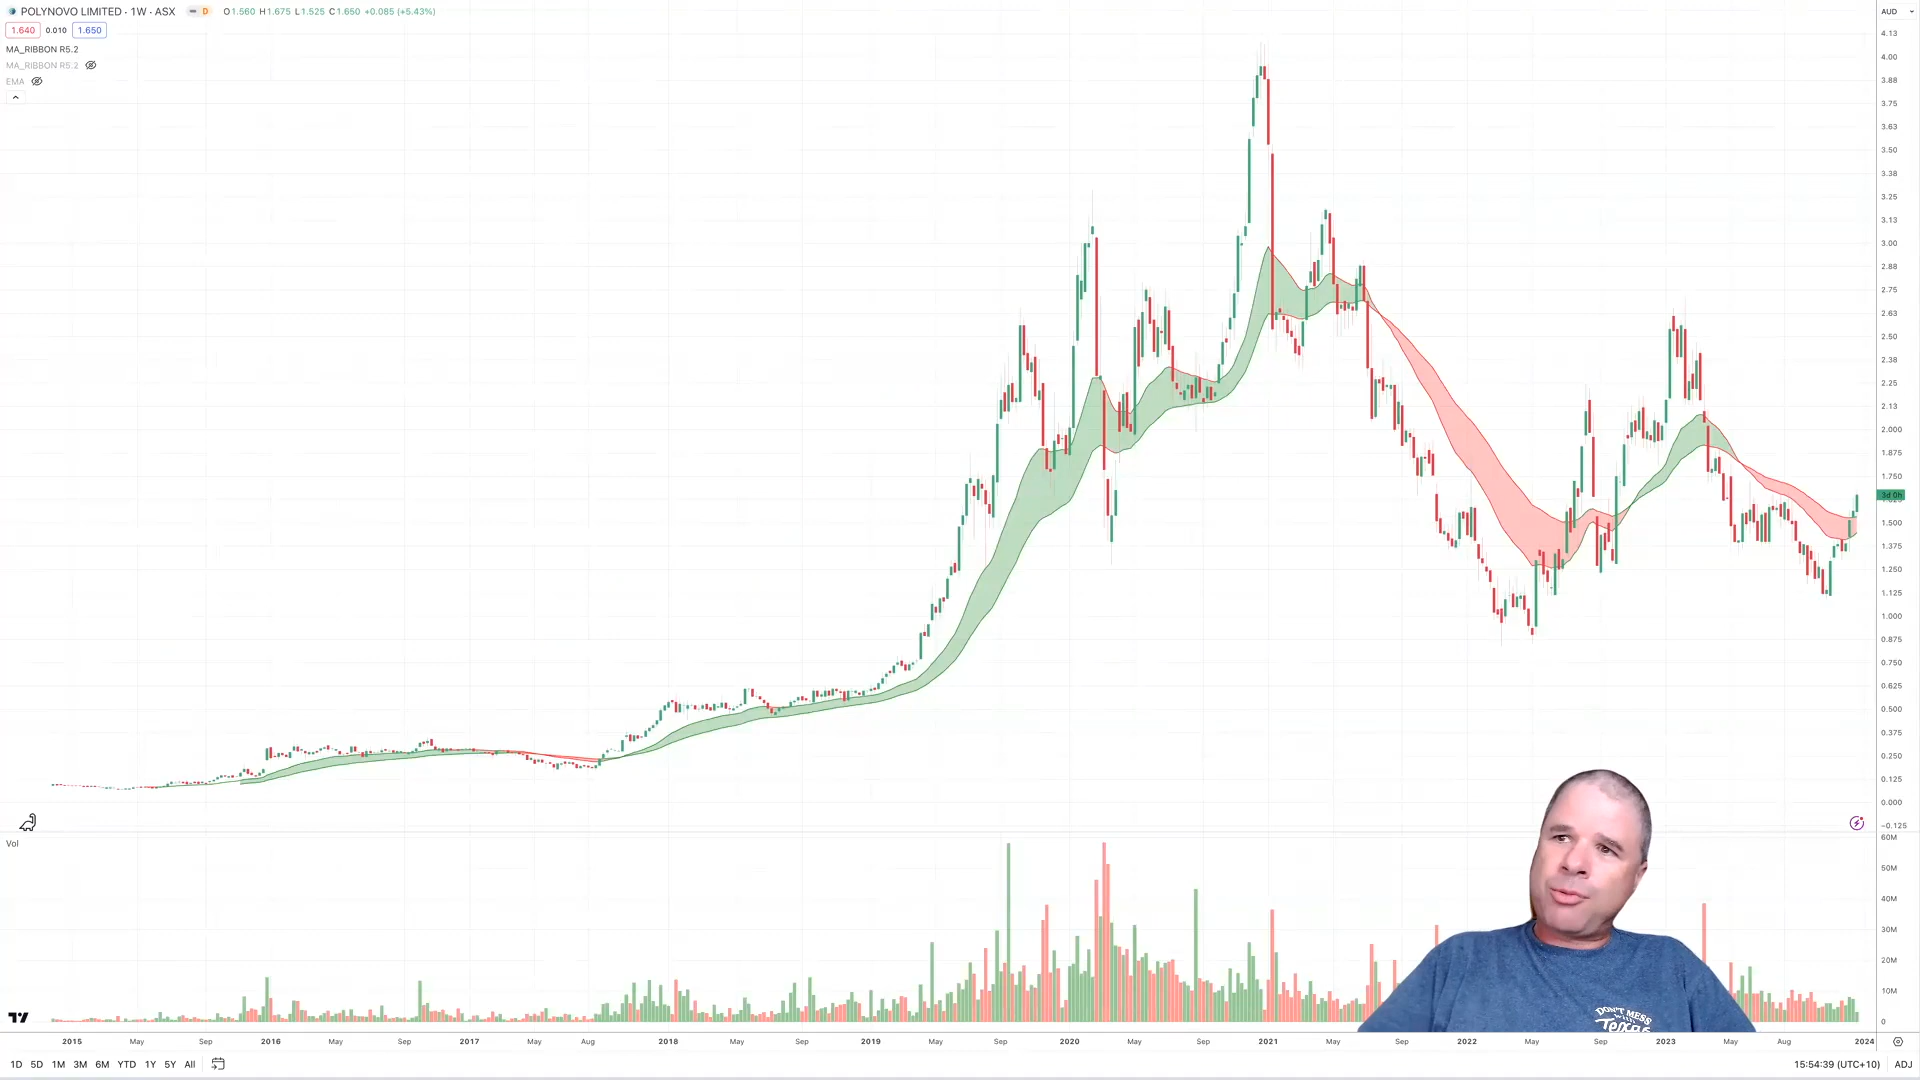 POLYNOVO LIMITED · 1W · ASX D O1.560 H1.675 L1.525 C1.650 +0.085 (+5.43%) AUD
1.640 0.010 1.650
MA_RIBBON R5.2
MA_RIBBON R5.2
EMA
4.13
4.00
3.88
3.75
3.63
3.50
3.38
3.25
3.13
3.00
2.88
2.75
2.63
2.50
2.38
2.25
2.13
2.000
1.875
1.750
3d 0h
1.500
1.375
1.250
1.125
1.000
0.875
0.750
0.625
0.500
0.375
0.250
0.125
0.000
−0.125
Vol
60M
50M
40M
30M
20M
10M
0
DON'T MESS
WITH
Texas
2015 May Sep 2016 May Sep 2017 May Aug 2018 May Sep 2019 May Sep 2020 May Sep 2021 May Sep 2022 May Sep 2023 May Aug 2024
1D 5D 1M 3M 6M YTD 1Y 5Y All 15:54:39 (UTC+10) ADJ